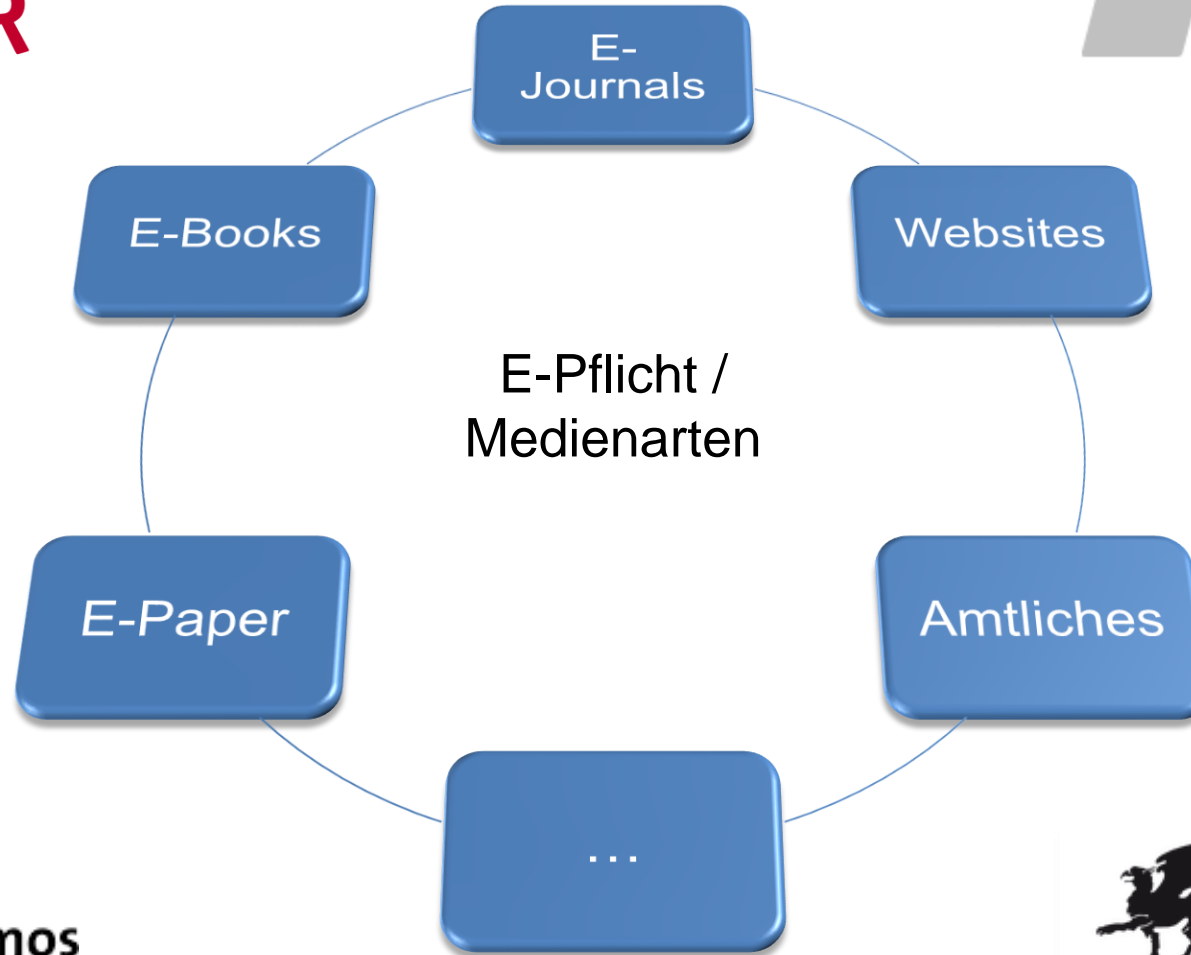 E-
Journals
E-Books
Websites
E-Pflicht /
Medienarten
E-Paper
Amtliches
...
mos